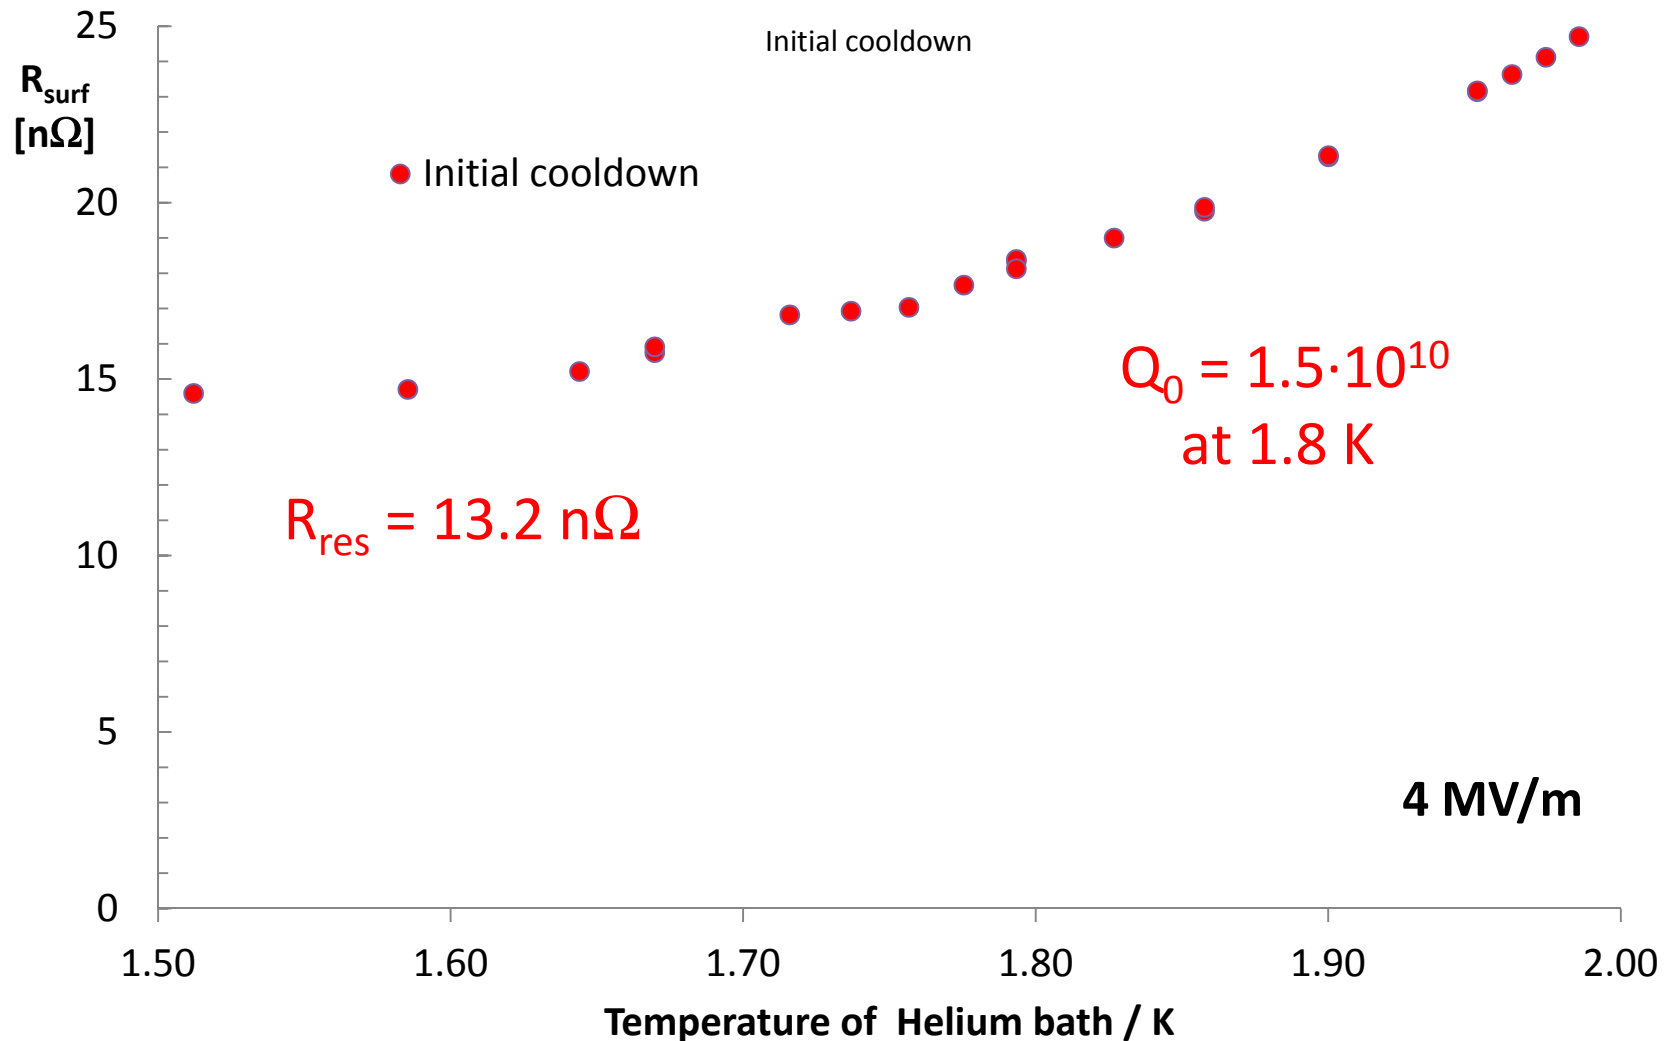 Initial cooldown
R_surf
[nΩ]
25
20
15
10
5
0
Initial cooldown
Q_0 = 1.5·10^10
at 1.8 K
R_res = 13.2 nΩ
4 MV/m
1.50 1.60 1.70 1.80 1.90 2.00
Temperature of Helium bath / K